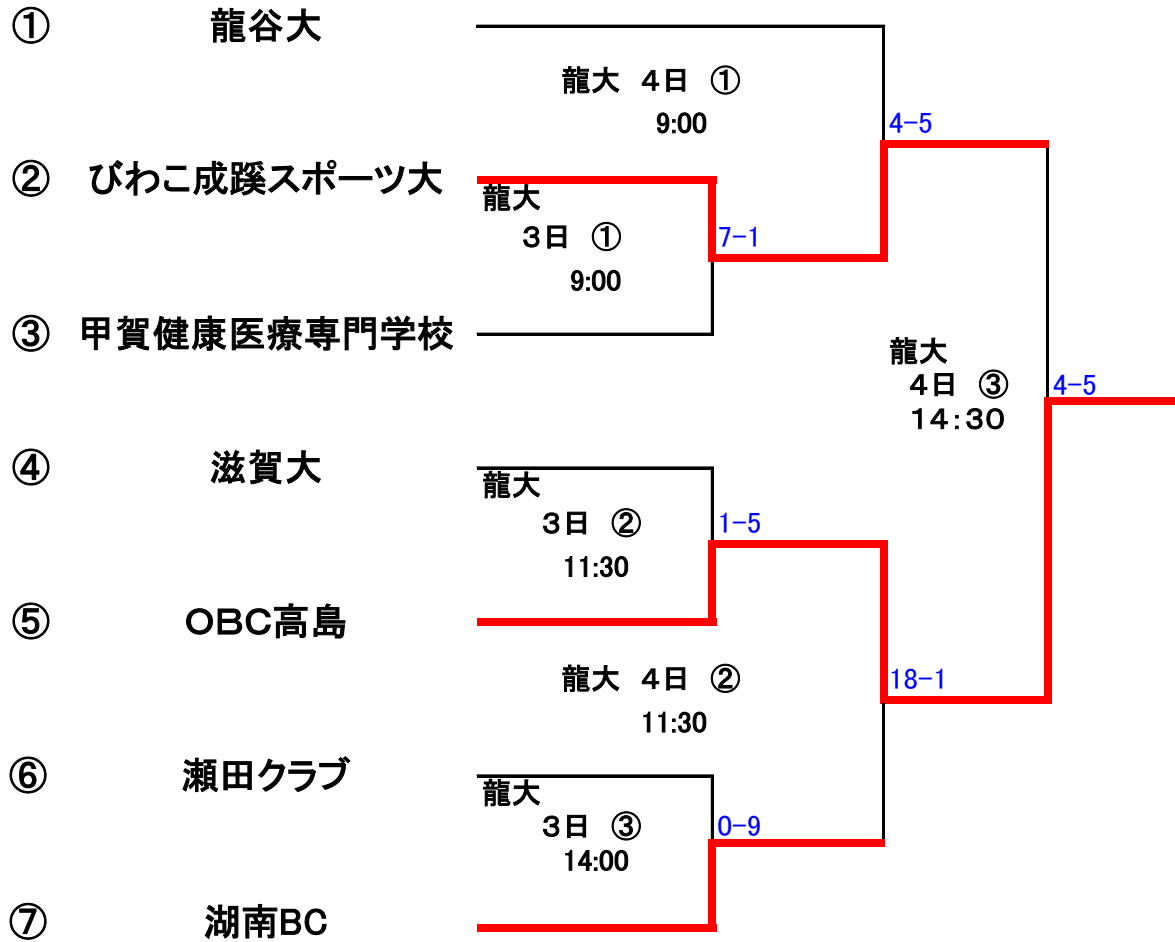 ① 龍谷大
龍大 4日 ①
9:00
4-5
② びわこ成蹊スポーツ大
龍大
3日 ①
9:00
7-1
③ 甲賀健康医療専門学校
龍大
4日 ③
14:30
4-5
④ 滋賀大
龍大
3日 ②
11:30
1-5
⑤ OBC高島
龍大 4日 ②
11:30
18-1
⑥ 瀬田クラブ
龍大
3日 ③
14:00
0-9
⑦ 湖南BC